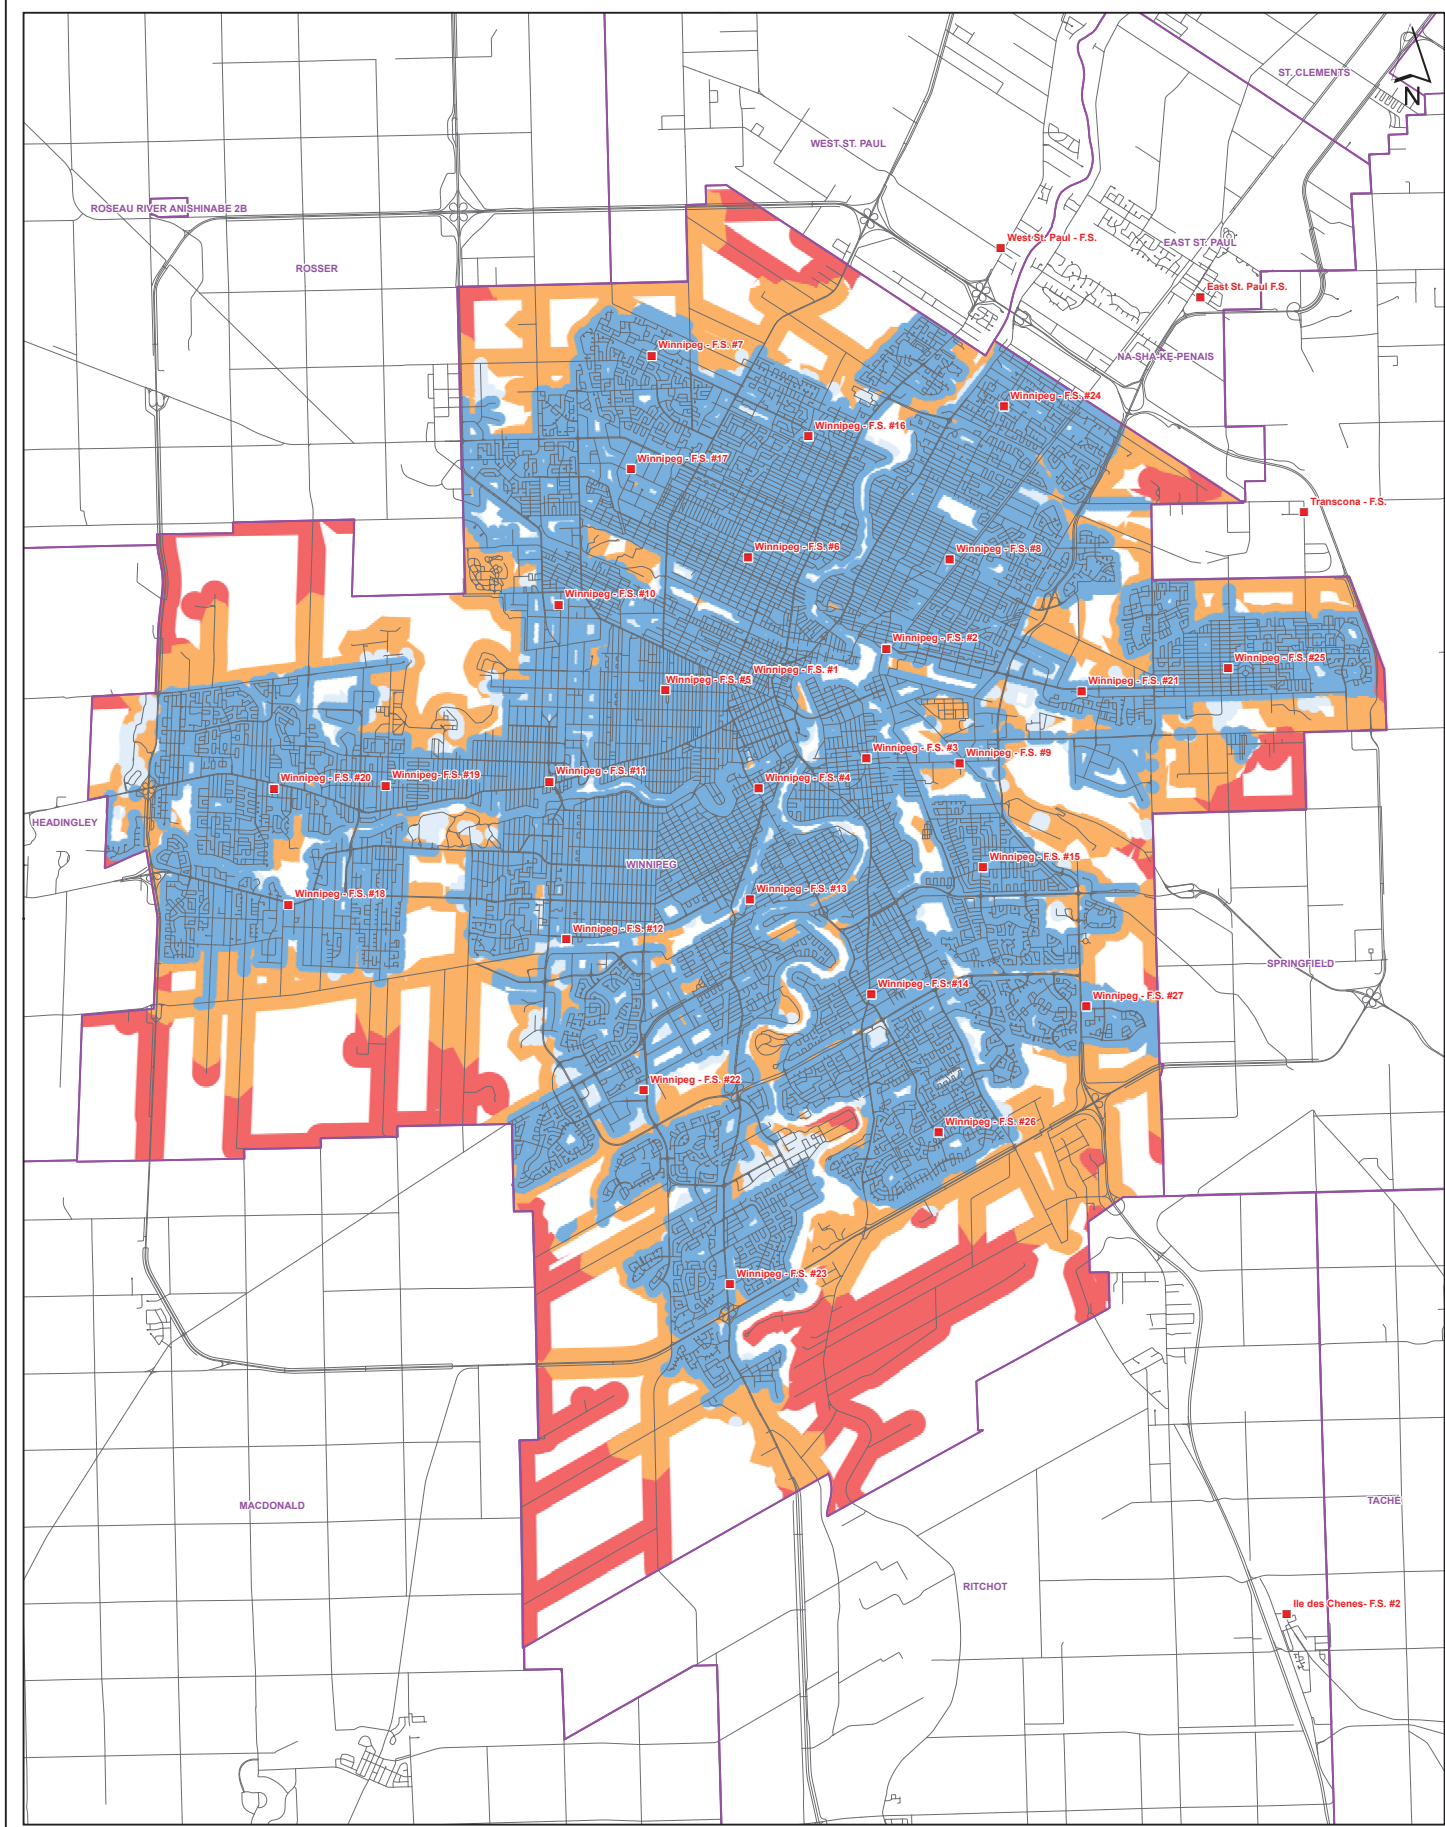 ST. CLEMENTS
N
WEST ST. PAUL
ROSEAU RIVER ANISHINABE 2B
West St. Paul - F.S.
EAST ST. PAUL
ROSSER
East St. Paul F.S.
Winnipeg - F.S. #7
NA-SHA-KE-PENAIS
Winnipeg - F.S. #24
Winnipeg - F.S. #16
Winnipeg - F.S. #17
Transcona - F.S.
Winnipeg - F.S. #6
Winnipeg - F.S. #8
Winnipeg - F.S. #10
Winnipeg - F.S. #2
Winnipeg - F.S. #1
Winnipeg - F.S. #25
Winnipeg - F.S. #5
Winnipeg - F.S. #21
Winnipeg - F.S. #3
Winnipeg - F.S. #9
Winnipeg - F.S. #11
Winnipeg - F.S. #20
Winnipeg - F.S. #19
Winnipeg - F.S. #4
HEADINGLEY
WINNIPEG
Winnipeg - F.S. #15
Winnipeg - F.S. #18
Winnipeg - F.S. #13
Winnipeg - F.S. #12
SPRINGFIELD
Winnipeg - F.S. #14
Winnipeg - F.S. #27
Winnipeg - F.S. #22
Winnipeg - F.S. #26
Winnipeg - F.S. #23
MACDONALD
TACHE
RITCHOT
Ile des Chenes- F.S. #2